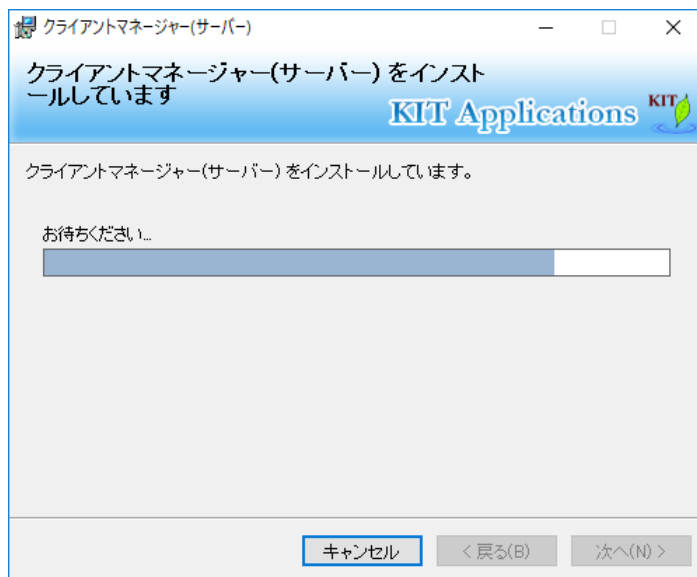 クライアントマネージャー(サーバー)
クライアントマネージャー(サーバー) をインスト
ールしています
KIT Applications
KIT
クライアントマネージャー(サーバー) をインストールしています。
お待ちください...
キャンセル
< 戻る(B)
次へ(N) >